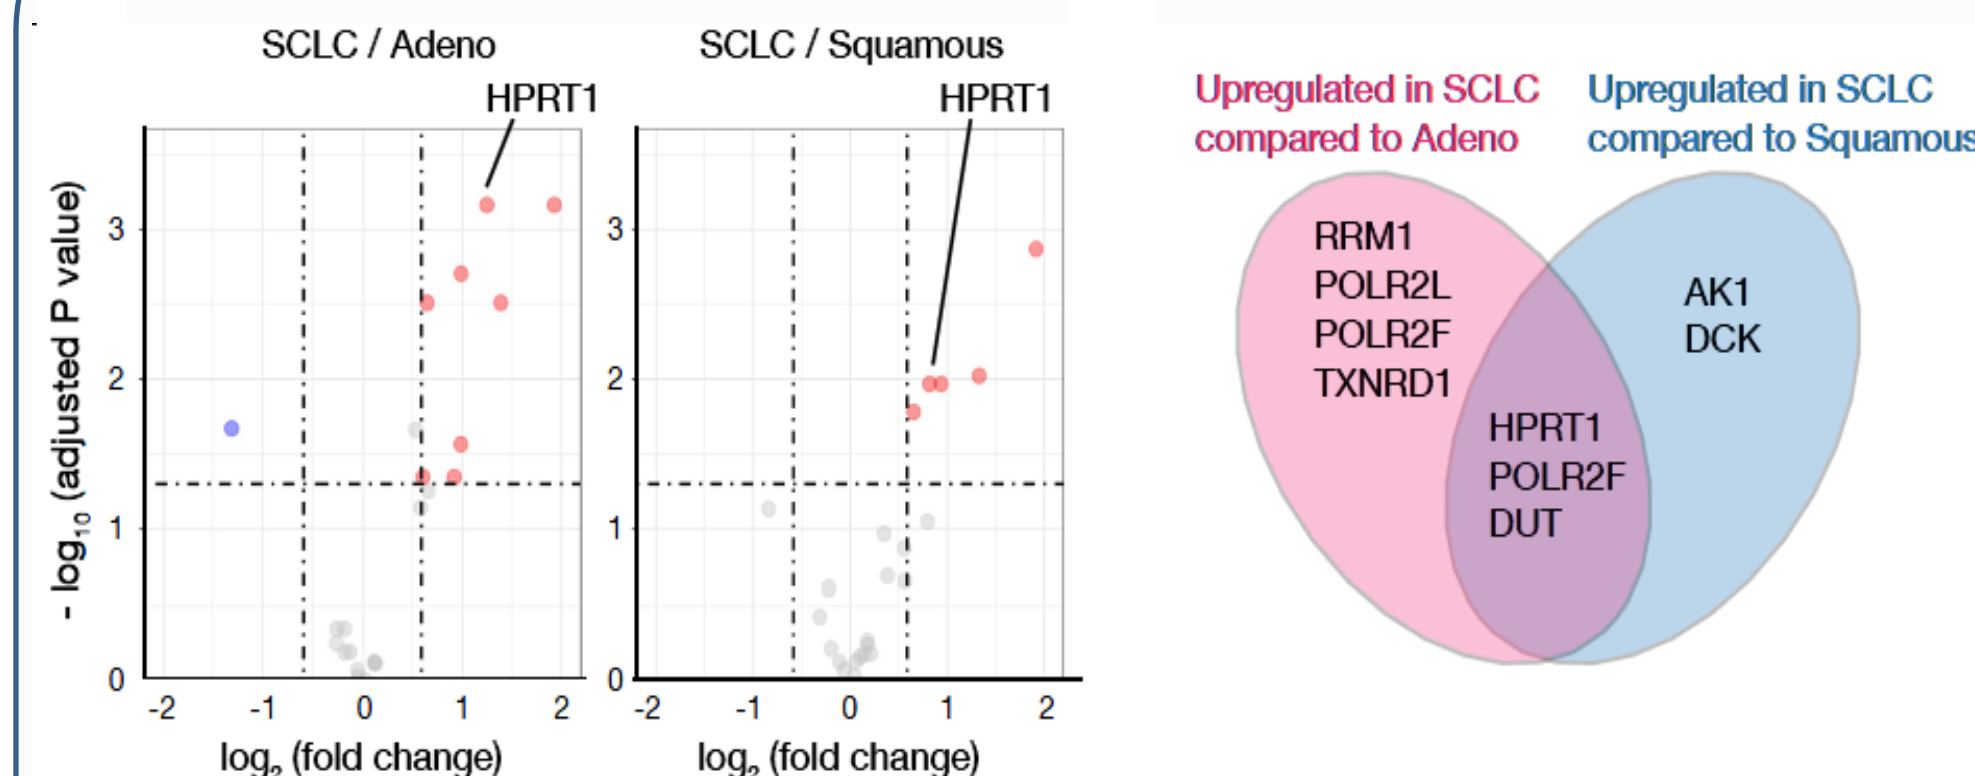 SCLC / Adeno
HPRT1
- log10 (adjusted P value)
3
2
1
0
-2 -1 0 1 2
log2 (fold change)
SCLC / Squamous
HPRT1
3
2
1
0
-2 -1 0 1 2
log2 (fold change)
Upregulated in SCLC
compared to Adeno
Upregulated in SCLC
compared to Squamous
RRM1
POLR2L
POLR2F
TXNRD1
HPRT1
POLR2F
DUT
AK1
DCK